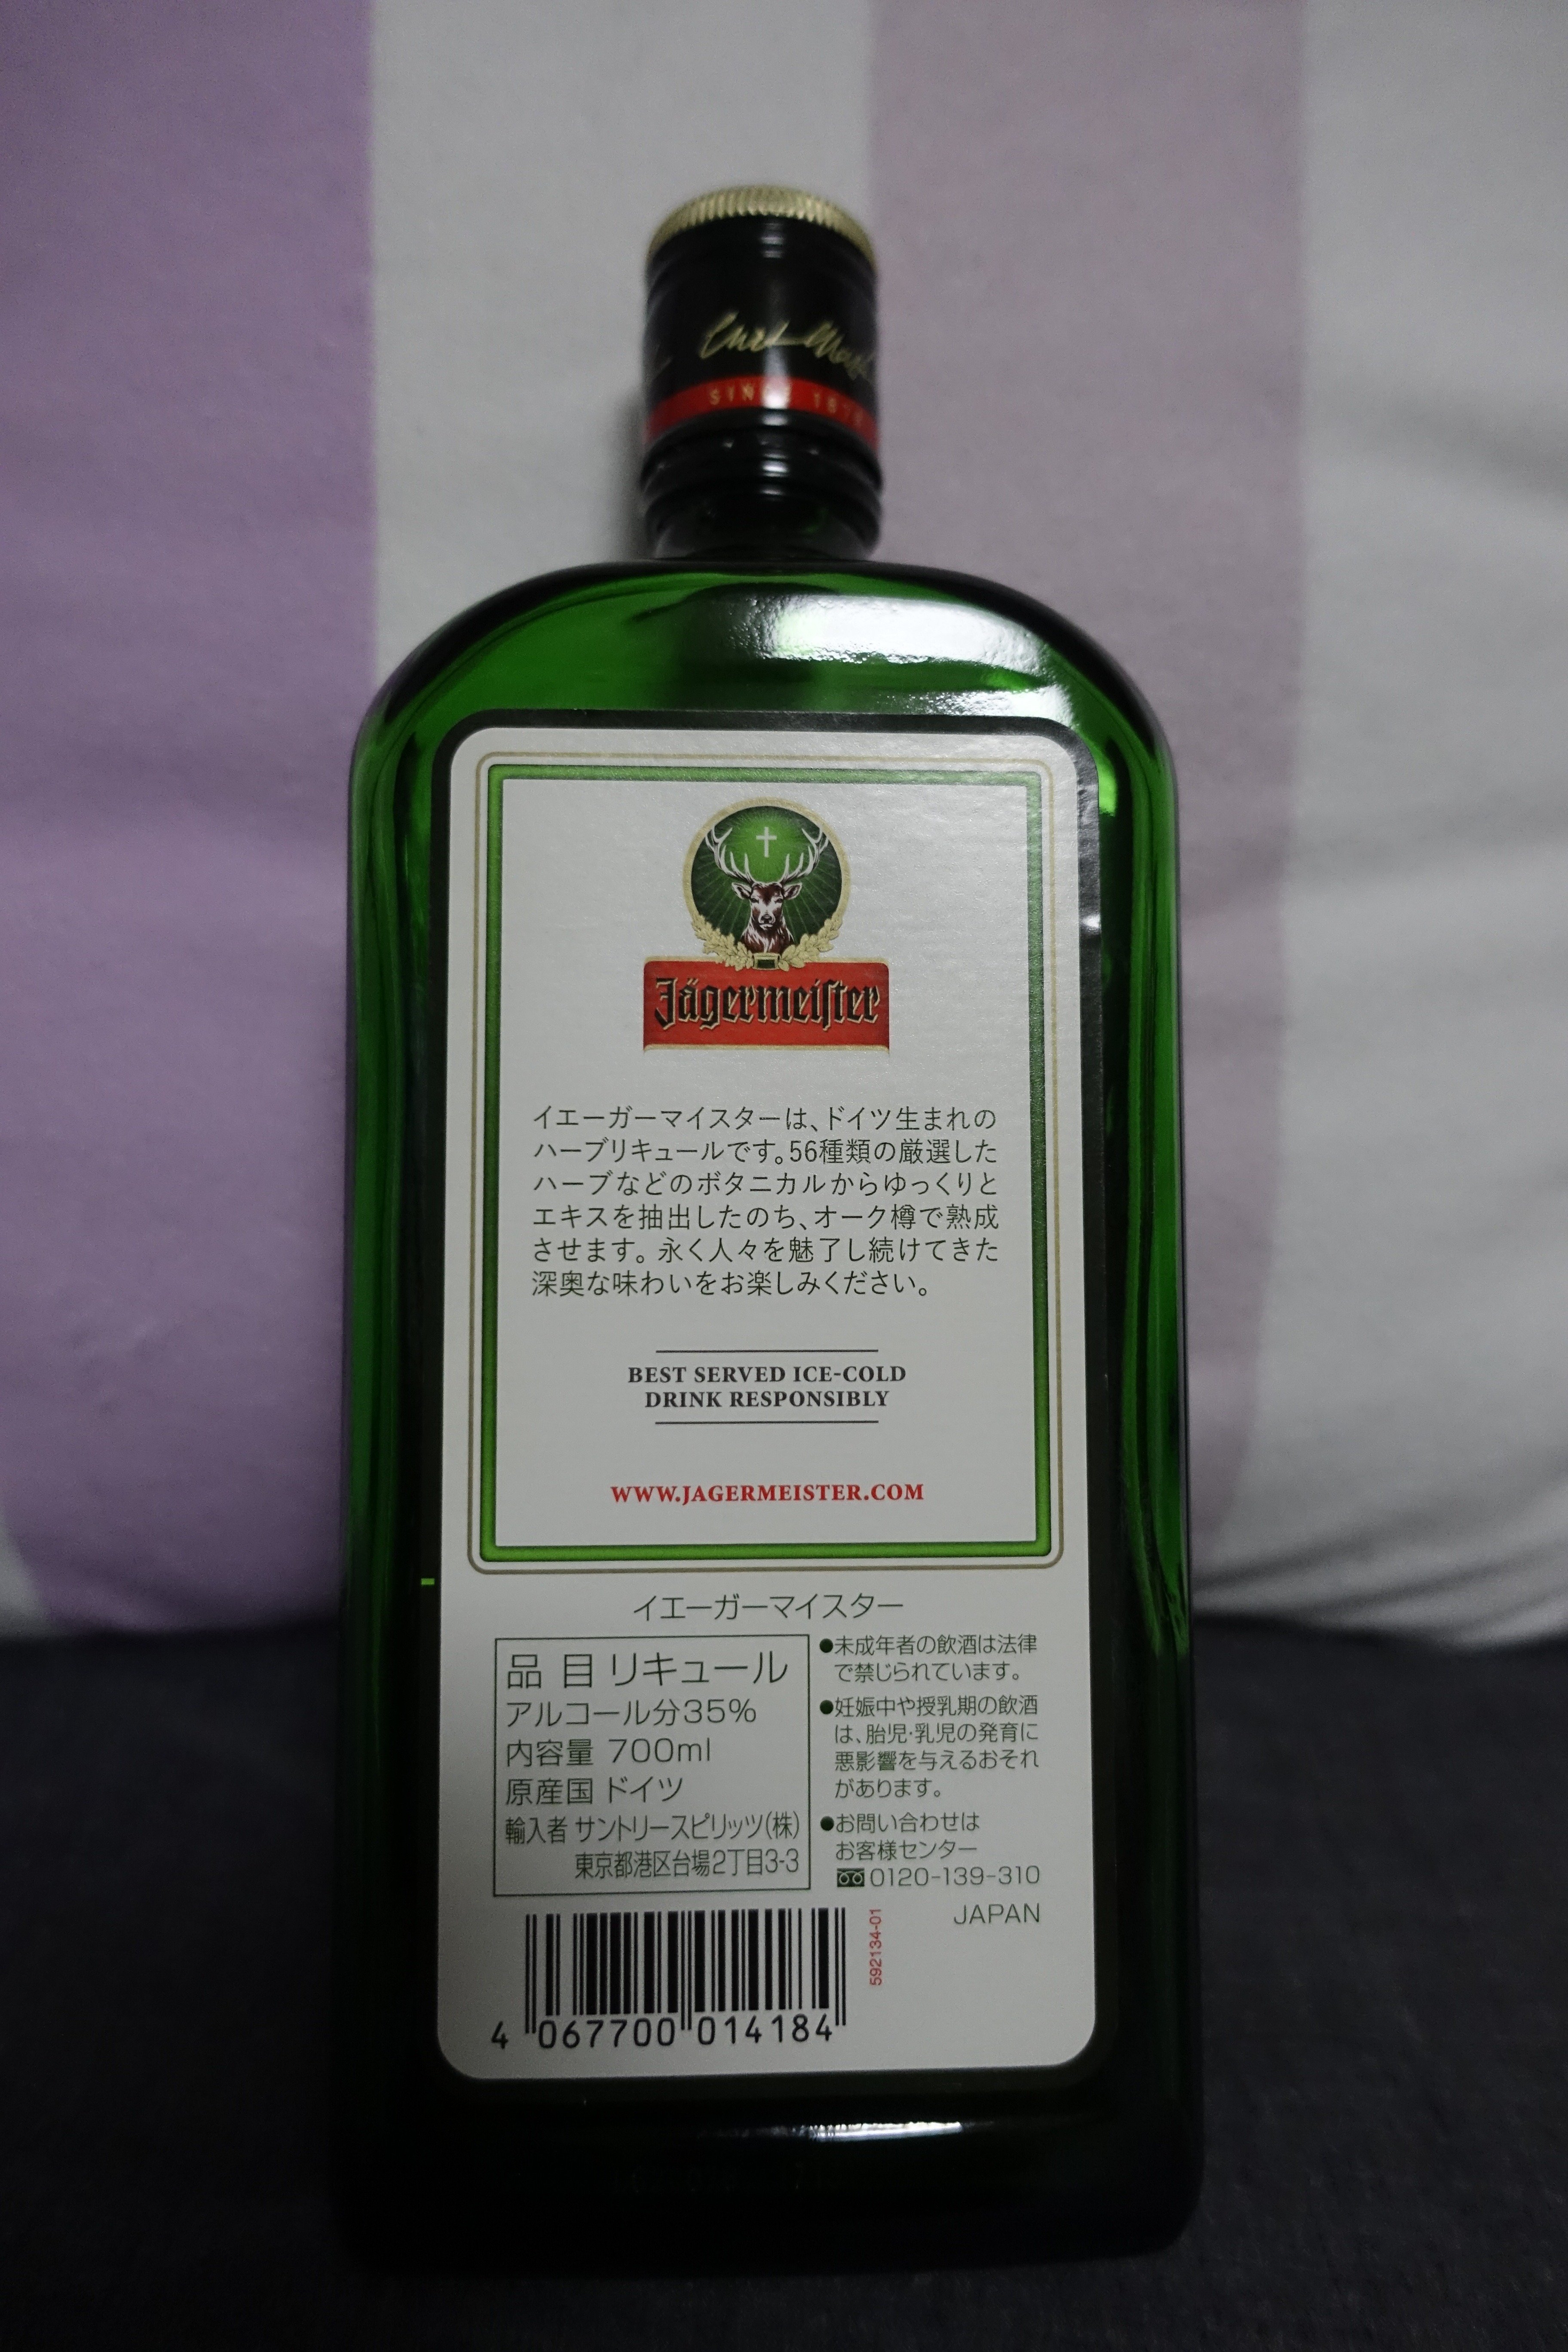 Curt
SINCE 1878
Jägermeister
イエーガーマイスターは、ドイツ生まれの
ハーブリキュールです。56種類の厳選した
ハーブなどのボタニカルからゆっくりと
エキスを抽出したのち、オーク樽で熟成
させます。永く人々を魅了し続けてきた
深奥な味わいをお楽しみください。
BEST SERVED ICE-COLD
DRINK RESPONSIBLY
WWW.JAGERMEISTER.COM
イエーガーマイスター
品 目 リキュール
アルコール分35%
内容量 700ml
原産国 ドイツ
輸入者 サントリースピリッツ(株)
東京都港区台場2丁目3-3
●未成年者の飲酒は法律
で禁じられています。
●妊娠中や授乳期の飲酒
は、胎児・乳児の発育に
悪影響を与えるおそれ
があります。
●お問い合わせは
お客様センター
0120-139-310
JAPAN
592134-01
4 067700 014184